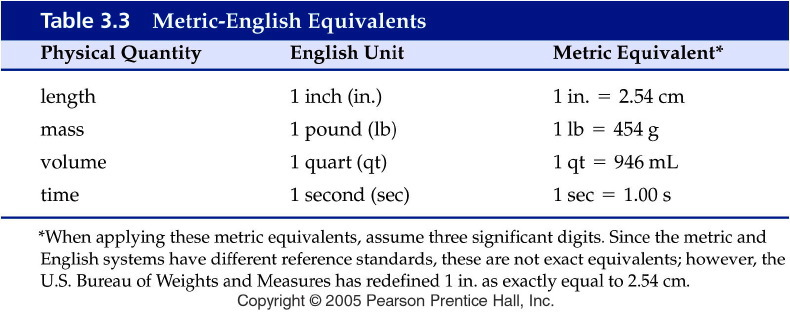 Table 3.3 Metric-English Equivalents
Physical Quantity English Unit Metric Equivalent*
length 1 inch (in.) 1 in. = 2.54 cm
mass 1 pound (lb) 1 lb = 454 g
volume 1 quart (qt) 1 qt = 946 mL
time 1 second (sec) 1 sec = 1.00 s
*When applying these metric equivalents, assume three significant digits. Since the metric and
English systems have different reference standards, these are not exact equivalents; however, the
U.S. Bureau of Weights and Measures has redefined 1 in. as exactly equal to 2.54 cm.
Copyright © 2005 Pearson Prentice Hall, Inc.